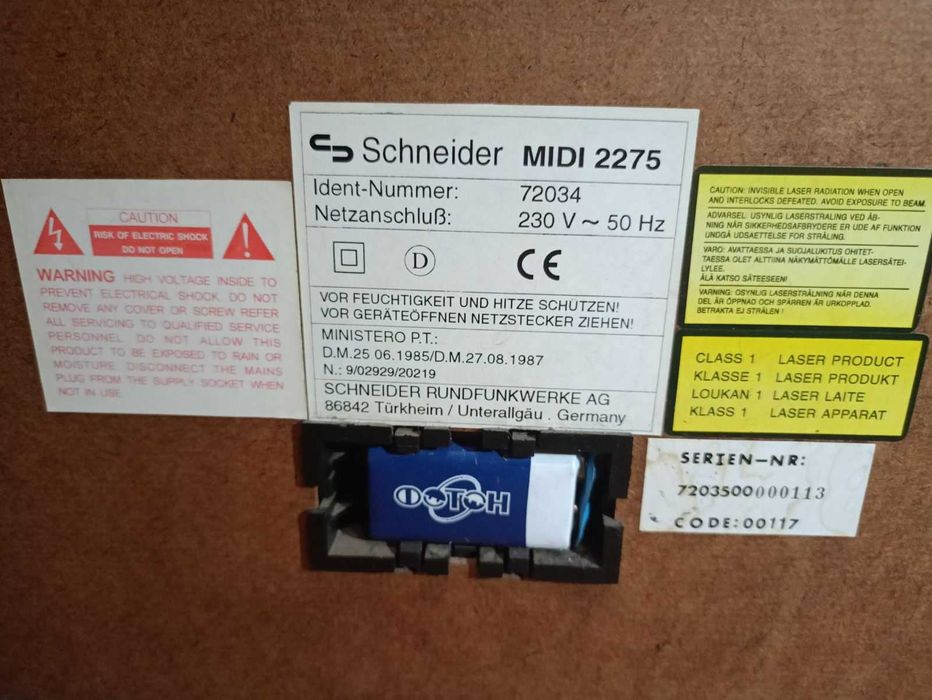 Schneider MIDI 2275
Ident-Nummer: 72034
Netzanschluß: 230 V ~ 50 Hz
D
CE
VOR FEUCHTIGKEIT UND HITZE SCHÜTZEN!
VOR GERÄTEÖFFNEN NETZSTECKER ZIEHEN!
MINISTERO P.T.:
D.M.25 06.1985/D.M.27.08.1987
N.: 9/02929/20219
SCHNEIDER RUNDFUNKWERKE AG
86842 Türkheim / Unterallgäu . Germany
CAUTION
RISK OF ELECTRIC SHOCK
DO NOT OPEN
WARNING HIGH VOLTAGE INSIDE TO
PREVENT ELECTRICAL SHOCK. DO NOT
REMOVE ANY COVER OR SCREW REFER
ALL SERVICING TO QUALIFIED SERVICE
PERSONNEL. DO NOT ALLOW THIS
PRODUCT TO BE EXPOSED TO RAIN OR
MOISTURE. DISCONNECT THE MAINS
PLUG FROM THE SUPPLY SOCKET WHEN
NOT IN USE
CAUTION: INVISIBLE LASER RADIATION WHEN OPEN
AND INTERLOCKS DEFEATED. AVOID EXPOSURE TO BEAM.
ADVARSEL: USYNLIG LASERSTRALING VED ÅB-
NING NÅR SIKKERHEDSAFBRYDERE ER UDE AF FUNKTION
UNDGÅ UDSAETTELSE FOR STRÅLING.
VARO: AVATTAESSA JA SUOJALUKITUS OHITET-
TAESSA OLET ALTTIINA NÄKYMÄTTÖMÄLLE LASERSÄTEI-
LYLEE.
ÄLÄ KATSO SÄTEESEEN!
VARNING: OSYNLIG LASERSTRÅLNING NÄR DENNA
DEL ÄR ÖPPNAD OCH SPÄRREN ÄR URKOPPLAD.
BETRAKTA EJ STRÅLEN !
CLASS 1 LASER PRODUCT
KLASSE 1 LASER PRODUKT
LOUKAN 1 LASER LAITE
KLASS 1 LASER APPARAT
ФОТОН
SERIEN-NR:
7203500000113
CODE:00117